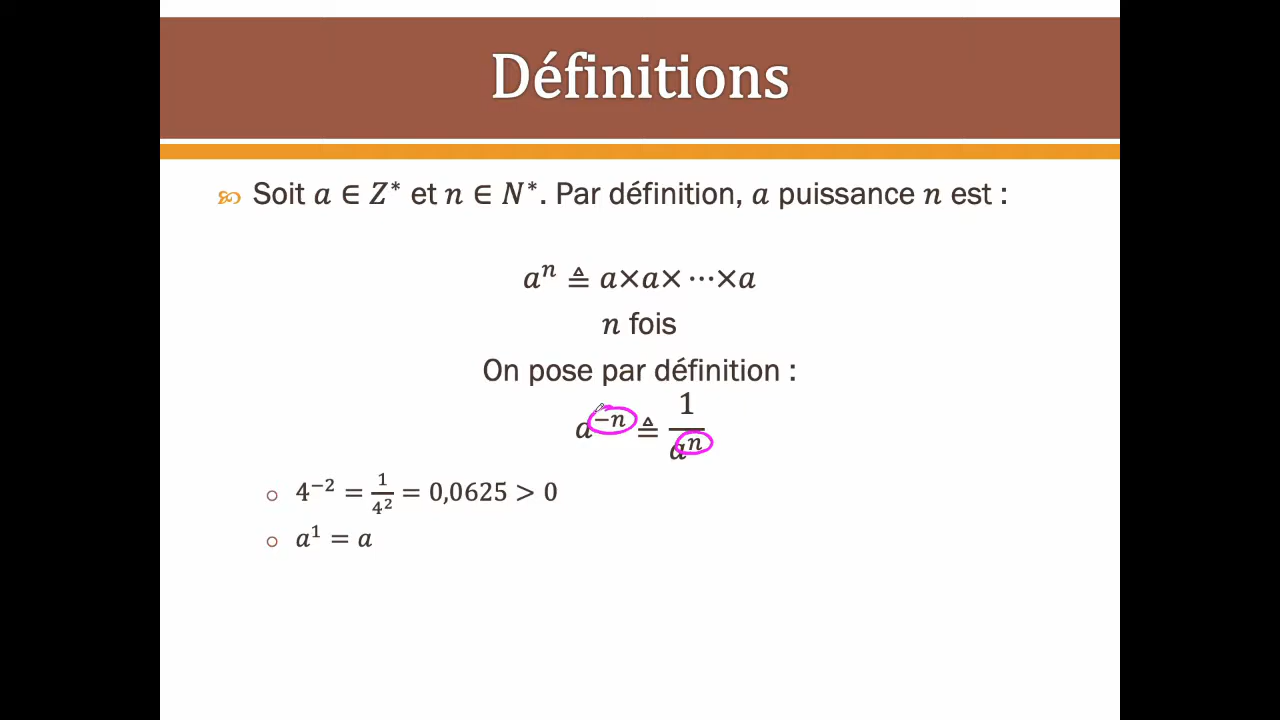 Définitions
Soit a ∈ Z* et n ∈ N*. Par définition, a puissance n est :
aⁿ ≜ a×a× ⋯×a
n fois
On pose par définition :
a⁻ⁿ ≜ 1/aⁿ
4⁻² = 1/4² = 0,0625 > 0
a¹ = a